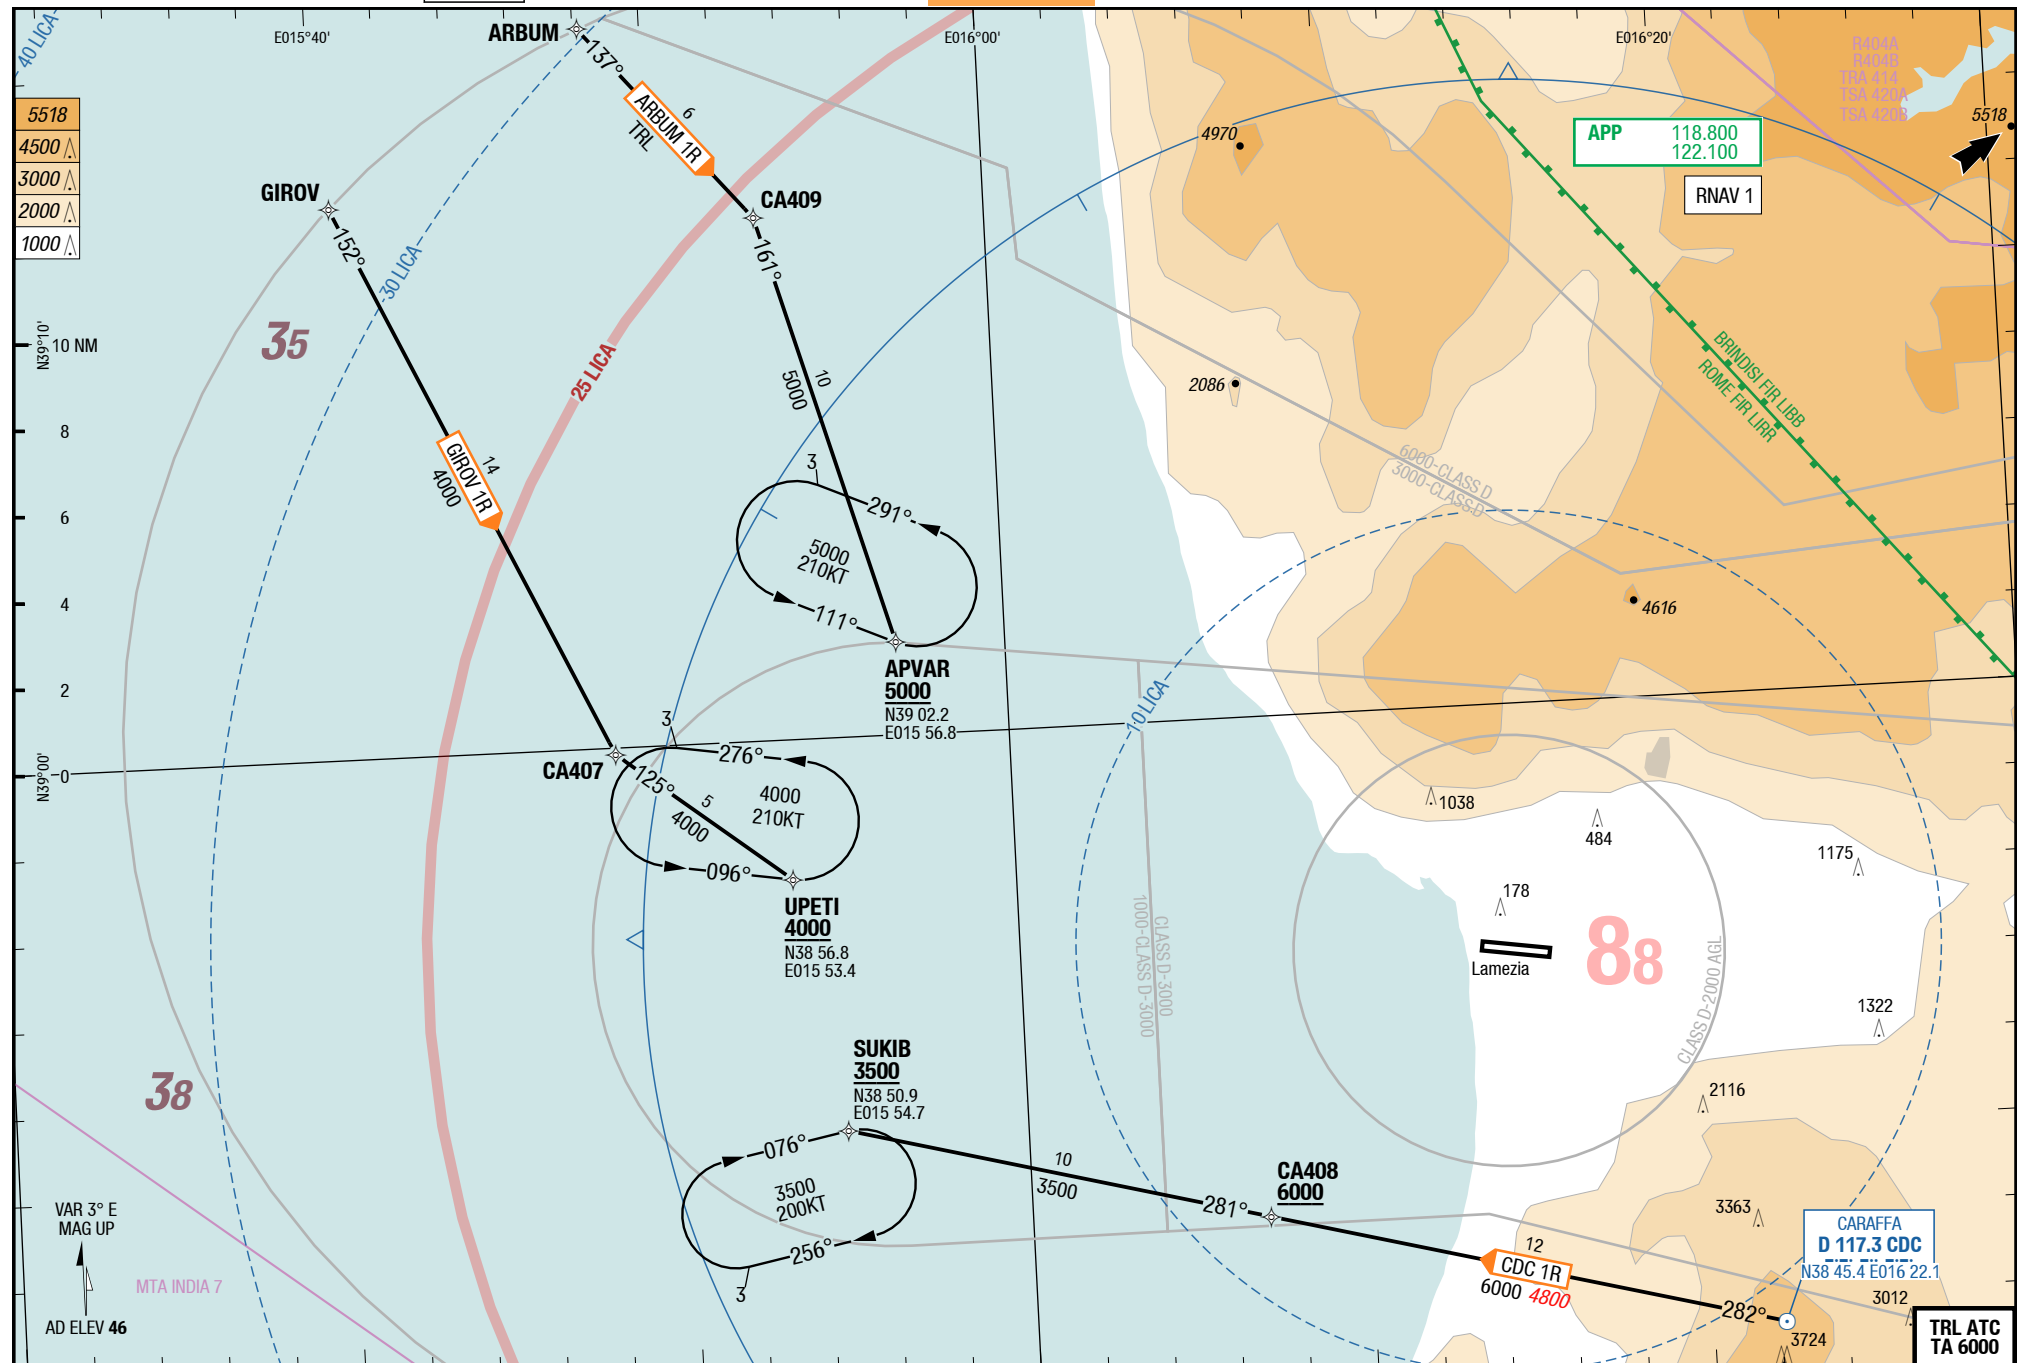 40 LICA
E015°40'
ARBUM
E016°00'
E016°20'
R404A
R404B
TRA 414
TSA 420A
TSA 420B
137°
6
ARBUM 1R
TRL
5518
4500
3000
2000
1000
4970
APP 118.800
122.100
5518
RNAV 1
GIROV
CA409
152°
30 LICA
161°
35
N39°10'
10 NM
25 LICA
10
5000
2086
BRINDISI FIR LIBB
ROME FIR LIRR
8
GIROV 1R
14
4000
3
6000-CLASS D
3000-CLASS D
6
291°
5000
210KT
4
111°
4616
APVAR
5000
N39 02.2
E015 56.8
2
10 LICA
3
276°
N39°00'
0
CA407
125°
5
4000
4000
210KT
1038
484
1175
096°
178
UPETI
4000
N38 56.8
E015 53.4
CLASS D-3000
1000-CLASS D-3000
Lamezia
88
CLASS D-2000 AGL
1322
SUKIB
3500
N38 50.9
E015 54.7
38
2116
076°
3500
200KT
256°
3
10
3500
281°
CA408
6000
3363
CARAFFA
D 117.3 CDC
N38 45.4 E016 22.1
VAR 3° E
MAG UP
MTA INDIA 7
AD ELEV 46
12
CDC 1R
6000 4800
282°
3012
3724
TRL ATC
TA 6000